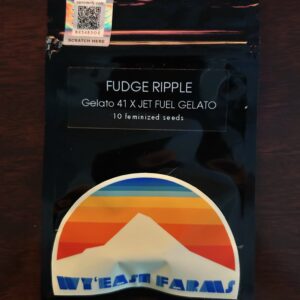 SCRATCH HERE
FUDGE RIPPLE
Gelato 41 X JET FUEL GELATO
10 feminized seeds
WY'EAST FARMS